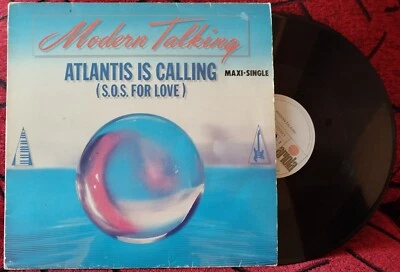 Modern Talking
ATLANTIS IS CALLING
MAXI-SINGLE
(S.O.S. FOR LOVE)